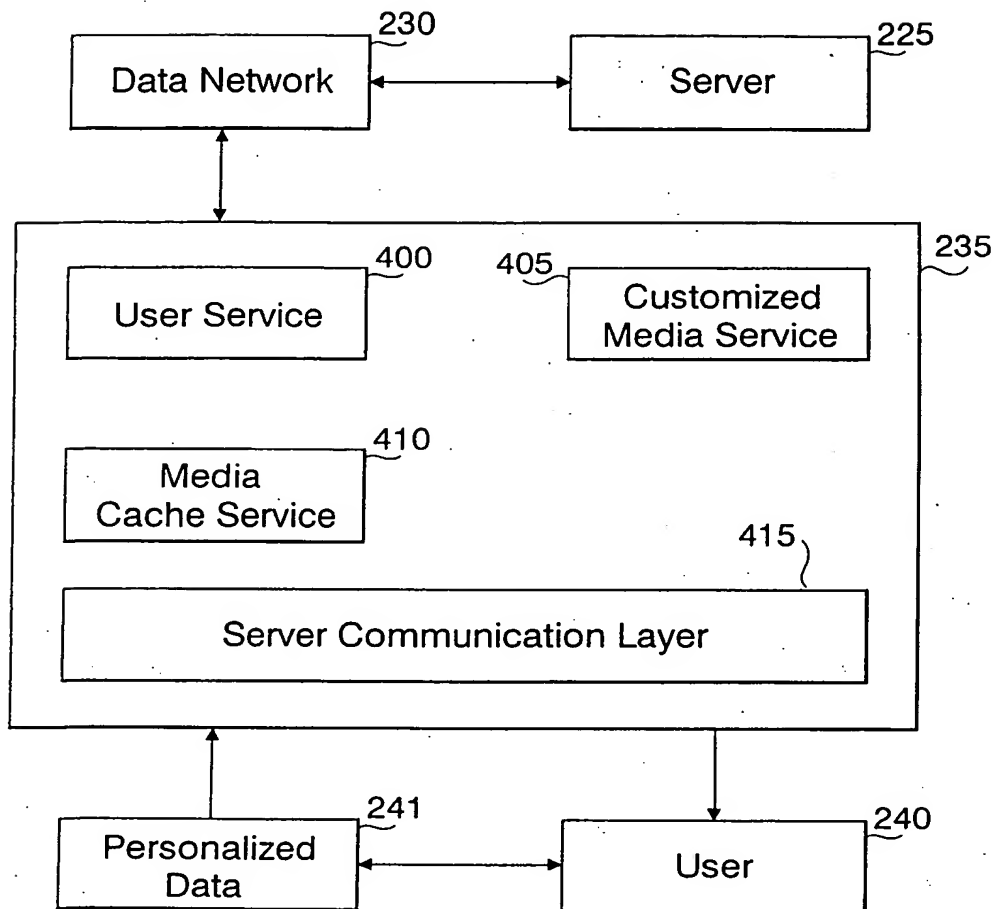 230
225
Data Network
Server
235
400
405
User Service
Customized
Media Service
410
Media
Cache Service
415
Server Communication Layer
241
240
Personalized
Data
User